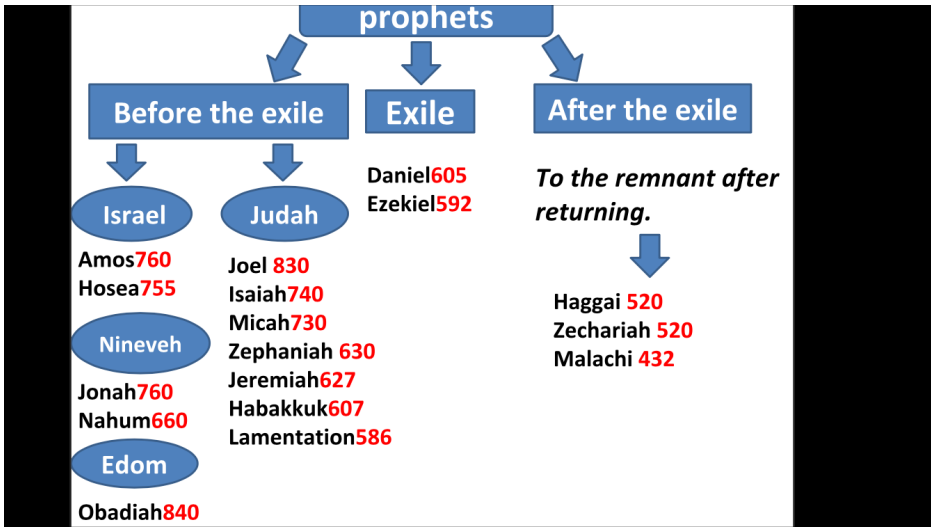 prophets
Before the exile
Exile
After the exile
Israel
Amos760
Hosea755
Nineveh
Jonah760
Nahum660
Edom
Obadiah840
Judah
Joel 830
Isaiah740
Micah730
Zephaniah 630
Jeremiah627
Habakkuk607
Lamentation586
Daniel605
Ezekiel592
To the remnant after
returning.
Haggai 520
Zechariah 520
Malachi 432